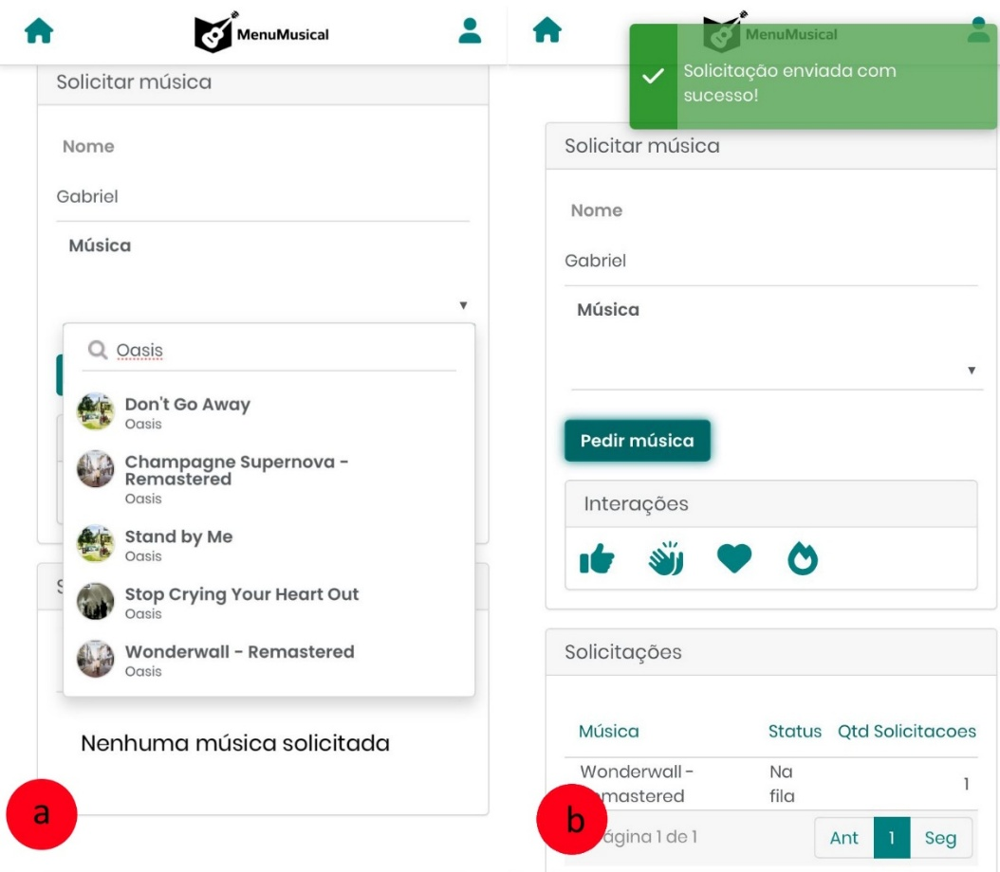 MenuMusical
Solicitar música
Nome
Gabriel
Música
▼
Oasis
Don't Go Away
Oasis
Champagne Supernova -
Remastered
Oasis
Stand by Me
Oasis
Stop Crying Your Heart Out
Oasis
Wonderwall - Remastered
Oasis
Nenhuma música solicitada
a
MenuMusical
Solicitação enviada com
sucesso!
Solicitar música
Nome
Gabriel
Música
▼
Pedir música
Interações
Solicitações
Música Status Qtd Solicitacoes
Wonderwall - Na
emastered fila 1
ágina 1 de 1 Ant 1 Seg
b